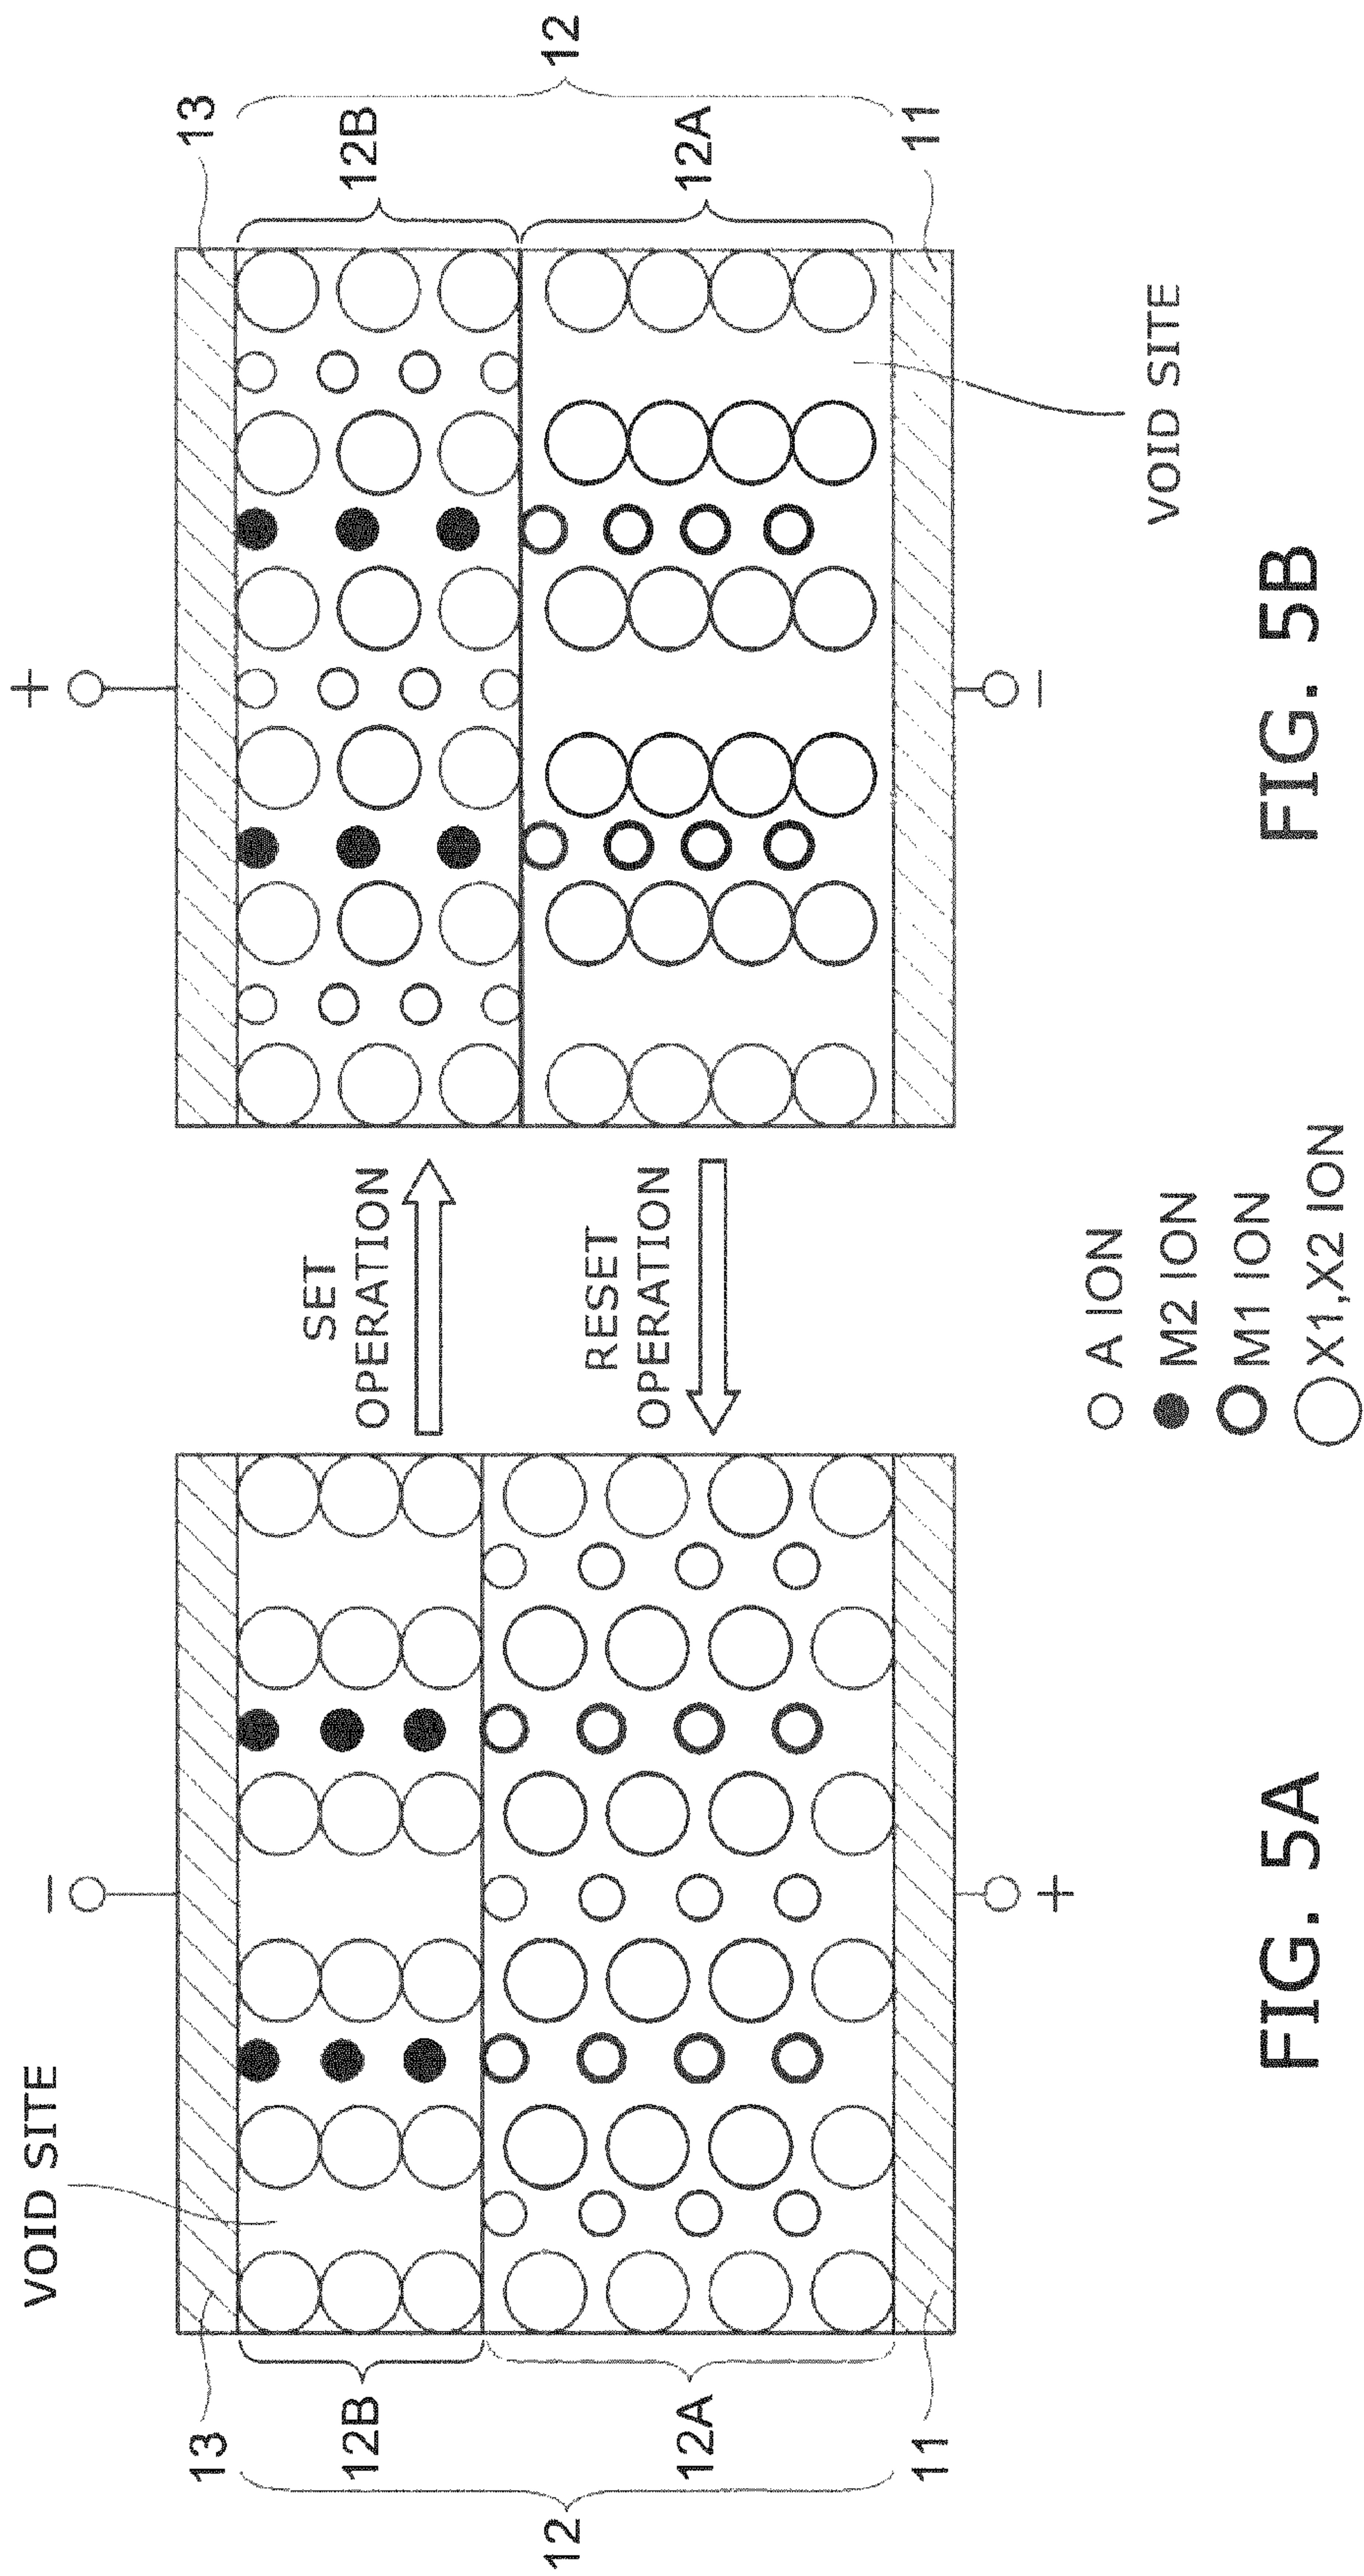 VOID SITE
−
13
12B
12
12A
11
+
FIG. 5A
SET
OPERATION
RESET
OPERATION
A ION
M2 ION
M1 ION
X1,X2 ION
+
13
12B
12
12A
11
−
VOID SITE
FIG. 5B